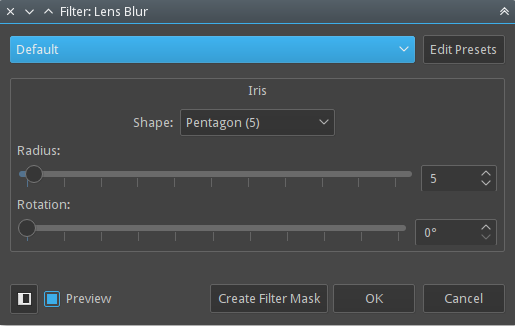 Filter: Lens Blur
Default
Edit Presets
Iris
Shape: Pentagon (5)
Radius:
5
Rotation:
0°
Preview
Create Filter Mask
OK
Cancel